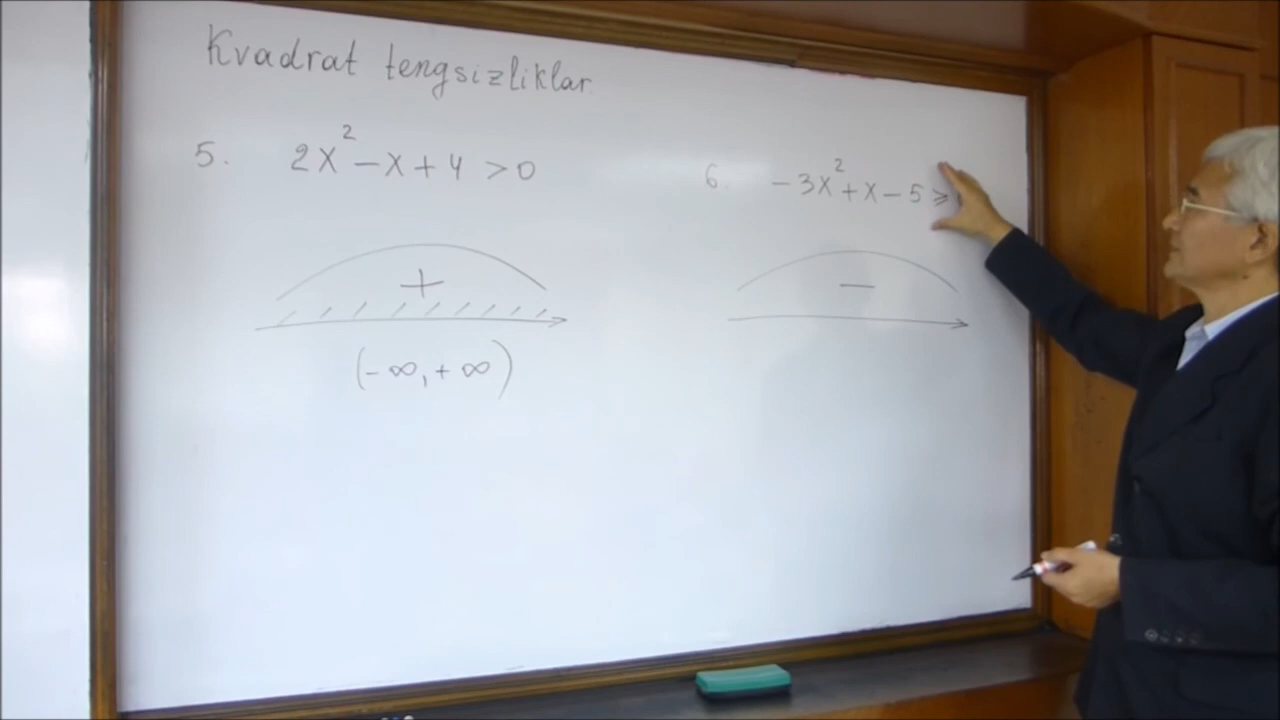 Kvadrat tengsizliklar
5. 2x² - x + 4 > 0
+
(-∞, +∞)
6. -3x² + x - 5 ≥
-